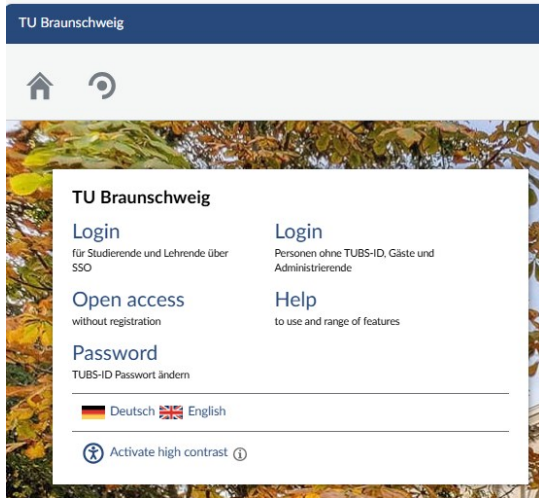 TU Braunschweig
TU Braunschweig
Login
für Studierende und Lehrende über
SSO
Login
Personen ohne TUBS-ID, Gäste und
Administrierende
Open access
without registration
Help
to use and range of features
Password
TUBS-ID Passwort ändern
Deutsch English
Activate high contrast